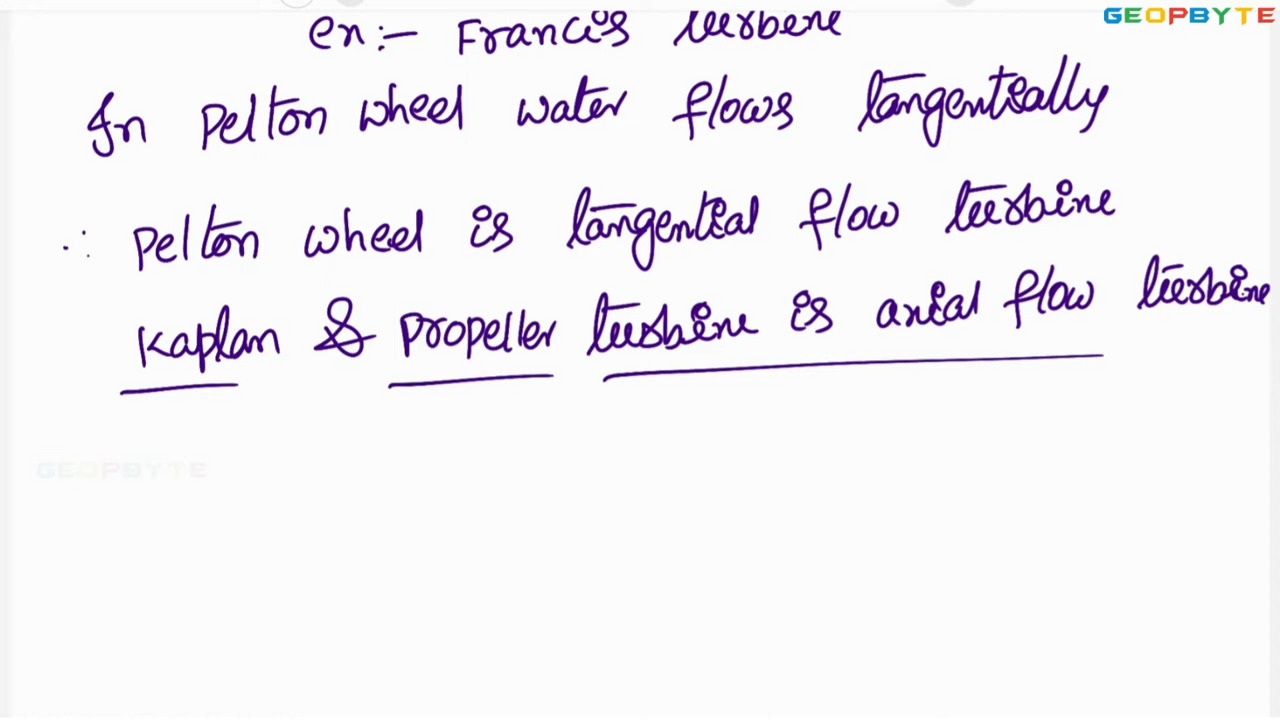 GEOPBYTE
ex:- Francis turbine
In Pelton wheel water flows tangentially
∴ Pelton wheel is tangential flow turbine
Kaplan & propeller turbine is axial flow turbine
GEOPBYTE